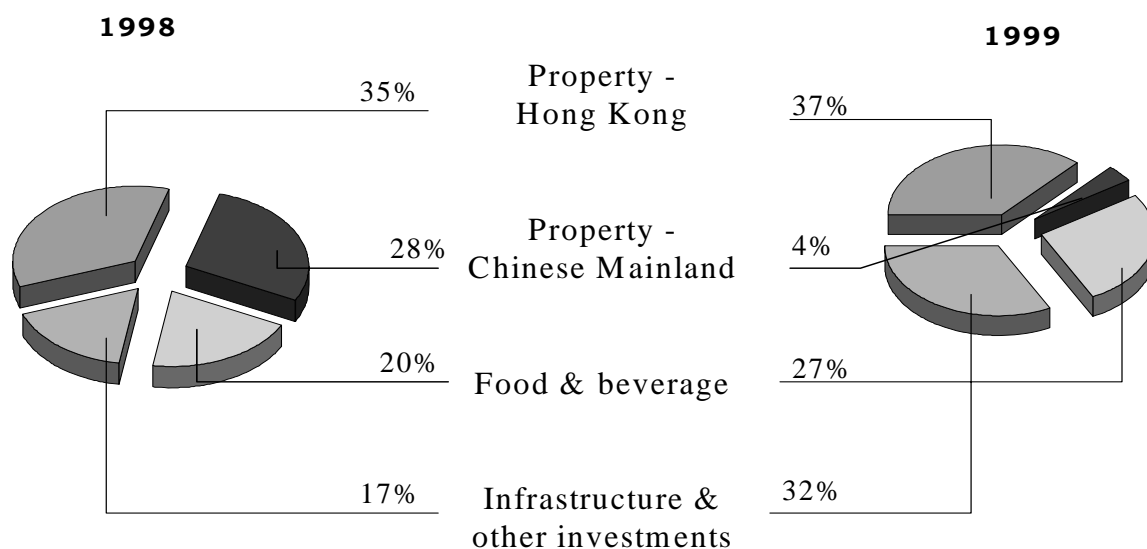 1998
1999
35%
Property -
Hong Kong
37%
28%
Property -
Chinese Mainland
4%
20%
Food & beverage
27%
17%
Infrastructure &
other investments
32%